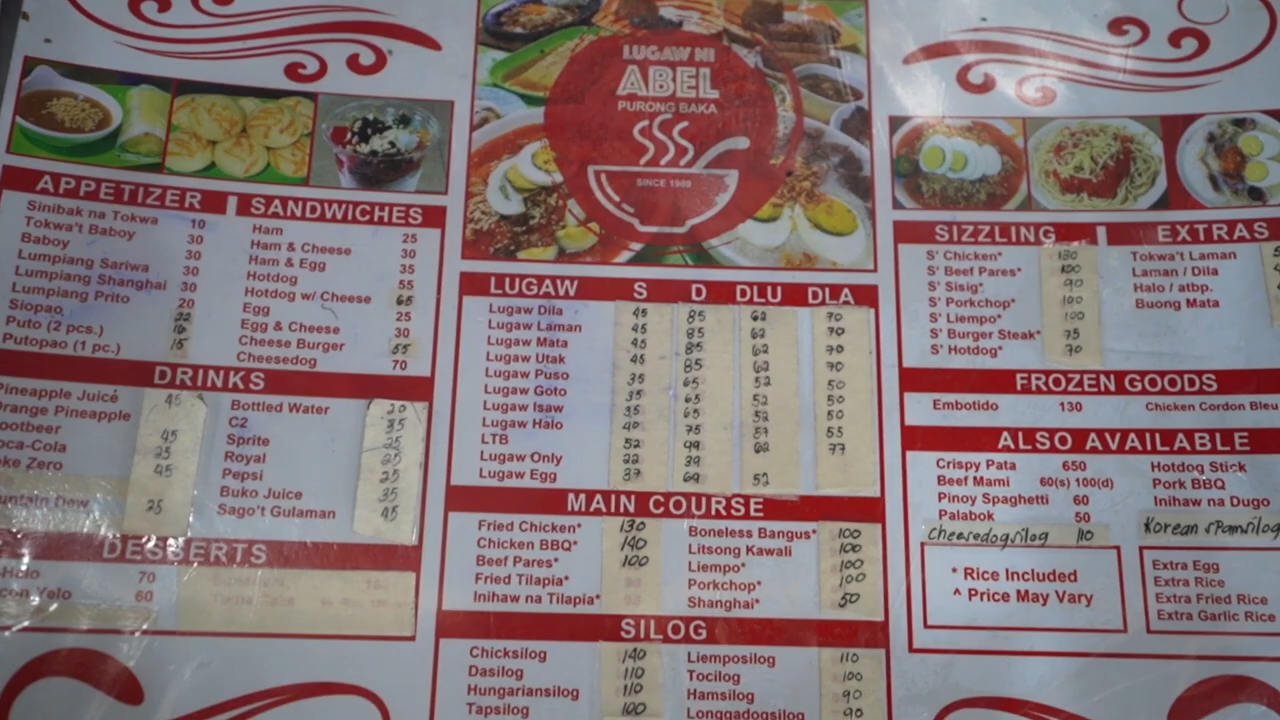 LUGAW NI
ABEL
PURONG BAKA
SINCE 1989
APPETIZER
Sinibak na Tokwa 10
Tokwa't Baboy 30
Baboy 30
Lumpiang Sariwa 30
Lumpiang Shanghai 30
Lumpiang Prito 20
Siopao 22
Puto (2 pcs.) 16
Putopao (1 pc.) 15
SANDWICHES
Ham 25
Ham & Cheese 30
Ham & Egg 35
Hotdog 55
Hotdog w/ Cheese 65
Egg 25
Egg & Cheese 30
Cheese Burger 55
Cheesedog 70
DRINKS
Pineapple Juice 45
Orange Pineapple
Rootbeer 45
Coca-Cola 25
Coke Zero 45
Mountain Dew 25
Bottled Water 20
C2 35
Sprite 25
Royal 25
Pepsi 25
Buko Juice 35
Sago't Gulaman 45
DESSERTS
70
Yelo 60
LUGAW S D DLU DLA
Lugaw Dila 45 85 62 70
Lugaw Laman 45 85 62 70
Lugaw Mata 45 85 62 70
Lugaw Utak 45 85 62 70
Lugaw Puso 35 65 52 50
Lugaw Goto 35 65 52 50
Lugaw Isaw 35 65 52 50
Lugaw Halo 40 75 57 55
LTB 52 99 62 77
Lugaw Only 22 39
Lugaw Egg 37 69 52
MAIN COURSE
Fried Chicken* 130
Chicken BBQ* 140
Beef Pares* 100
Fried Tilapia*
Inihaw na Tilapia*
Boneless Bangus* 100
Litsong Kawali 100
Liempo* 100
Porkchop* 100
Shanghai* 50
SILOG
Chicksilog 140
Dasilog 110
Hungariansilog 110
Tapsilog 100
Liemposilog 110
Tocilog 100
Hamsilog 90
Longgadogsilog 90
SIZZLING
S' Chicken* 130
S' Beef Pares* 100
S' Sisig* 90
S' Porkchop* 100
S' Liempo* 100
S' Burger Steak* 75
S' Hotdog* 70
EXTRAS
Tokwa't Laman
Laman / Dila
Halo / atbp.
Buong Mata
FROZEN GOODS
Embotido 130
Chicken Cordon Bleu
ALSO AVAILABLE
Crispy Pata 650
Beef Mami 60(s) 100(d)
Pinoy Spaghetti 60
Palabok 50
cheesedogsilog 110
Hotdog Stick
Pork BBQ
Inihaw na Dugo
Korean spamsilog
* Rice Included
^ Price May Vary
Extra Egg
Extra Rice
Extra Fried Rice
Extra Garlic Rice